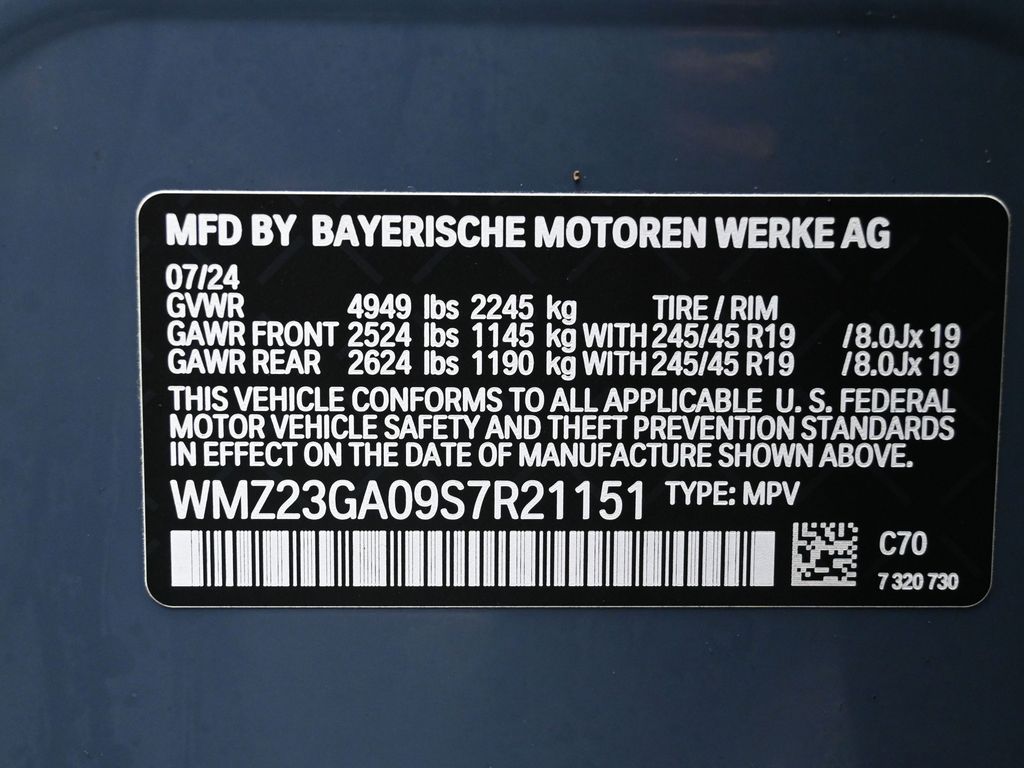 MFD BY BAYERISCHE MOTOREN WERKE AG
07/24
GVWR 4949 lbs 2245 kg TIRE / RIM
GAWR FRONT 2524 lbs 1145 kg WITH 245/45 R19 /8.0Jx 19
GAWR REAR 2624 lbs 1190 kg WITH 245/45 R19 /8.0Jx 19
THIS VEHICLE CONFORMS TO ALL APPLICABLE U. S. FEDERAL
MOTOR VEHICLE SAFETY AND THEFT PREVENTION STANDARDS
IN EFFECT ON THE DATE OF MANUFACTURE SHOWN ABOVE.
WMZ23GA09S7R21151 TYPE: MPV
C70
7 320 730